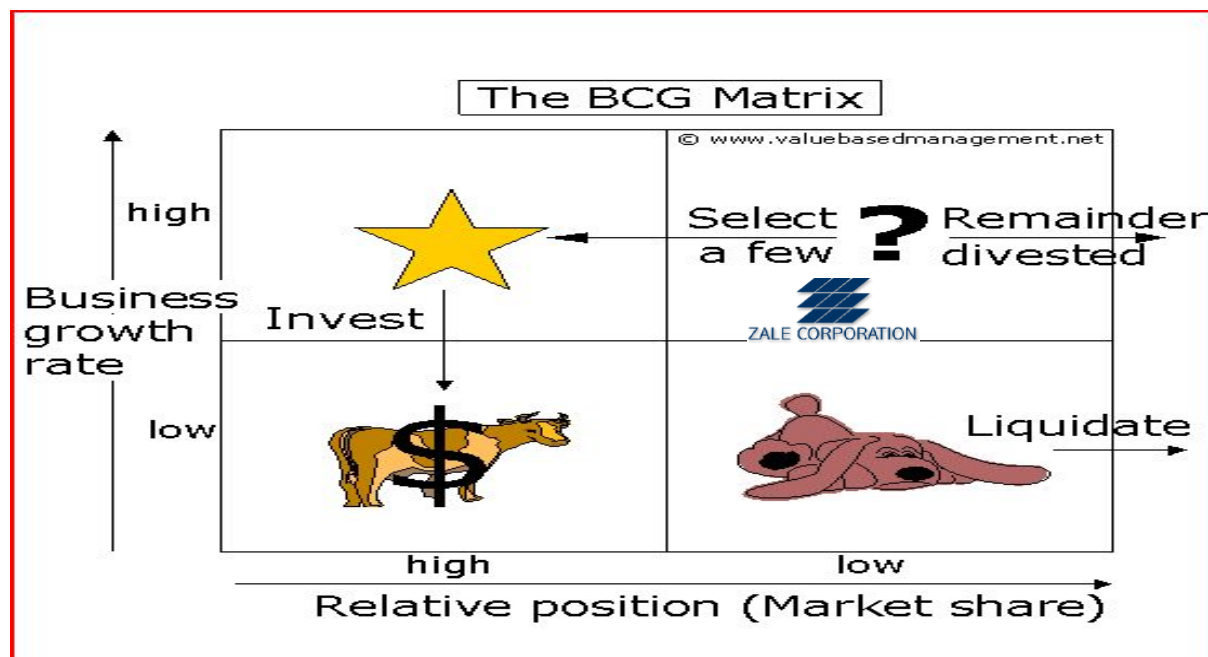 The BCG Matrix
© www.valuebasedmanagement.net
high
Select
a few
?
Remainder
divested
Business
growth
rate
Invest
ZALE CORPORATION
low
$
Liquidate
high
low
Relative position (Market share)